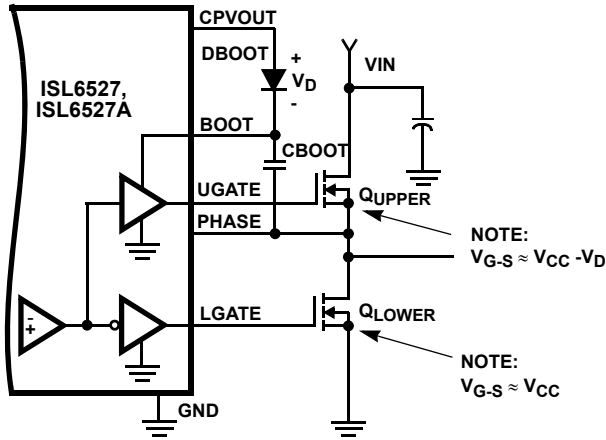 CPVOUT
DBOOT
+
VD
-
VIN
ISL6527,
ISL6527A
BOOT
CBOOT
UGATE
QUPPER
PHASE
NOTE:
VG-S ≈ VCC -VD
-
+
LGATE
QLOWER
NOTE:
VG-S ≈ VCC
GND